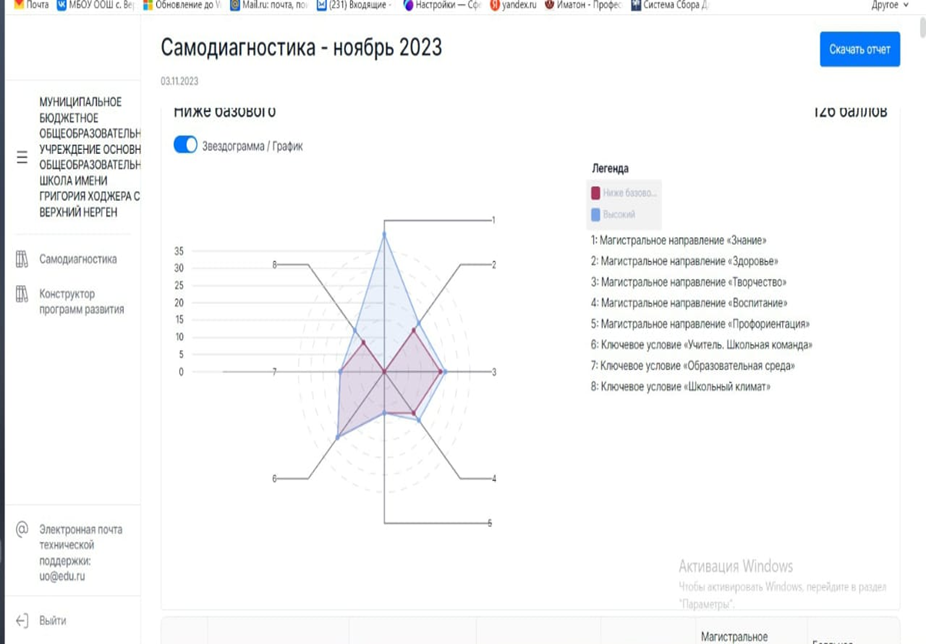 Почта
МБОУ ООШ с. Ве
Обновление до
Mail.ru: почта, по
(231) Входящие -
Настройки — Сф
yandex.ru
Иматон - Профес
Система Сбора Д
Другое
Самодиагностика - ноябрь 2023
Скачать отчет
03.11.2023
Ниже базового
126 баллов
Звездограмма / График
МУНИЦИПАЛЬНОЕ
БЮДЖЕТНОЕ
ОБЩЕОБРАЗОВАТЕЛЬН
УЧРЕЖДЕНИЕ ОСНОВН
ОБЩЕОБРАЗОВАТЕЛЬН
ШКОЛА ИМЕНИ
ГРИГОРИЯ ХОДЖЕРА С
ВЕРХНИЙ НЕРГЕН
Самодиагностика
Конструктор
программ развития
Электронная почта
технической
поддержки:
uo@edu.ru
Выйти
35
30
25
20
15
10
5
0
1
2
3
4
5
6
7
8
Легенда
Ниже базово...
Высокий
1: Магистральное направление «Знание»
2: Магистральное направление «Здоровье»
3: Магистральное направление «Творчество»
4: Магистральное направление «Воспитание»
5: Магистральное направление «Профориентация»
6: Ключевое условие «Учитель. Школьная команда»
7: Ключевое условие «Образовательная среда»
8: Ключевое условие «Школьный климат»
Активация Windows
Чтобы активировать Windows, перейдите в раздел
"Параметры".
Магистральное